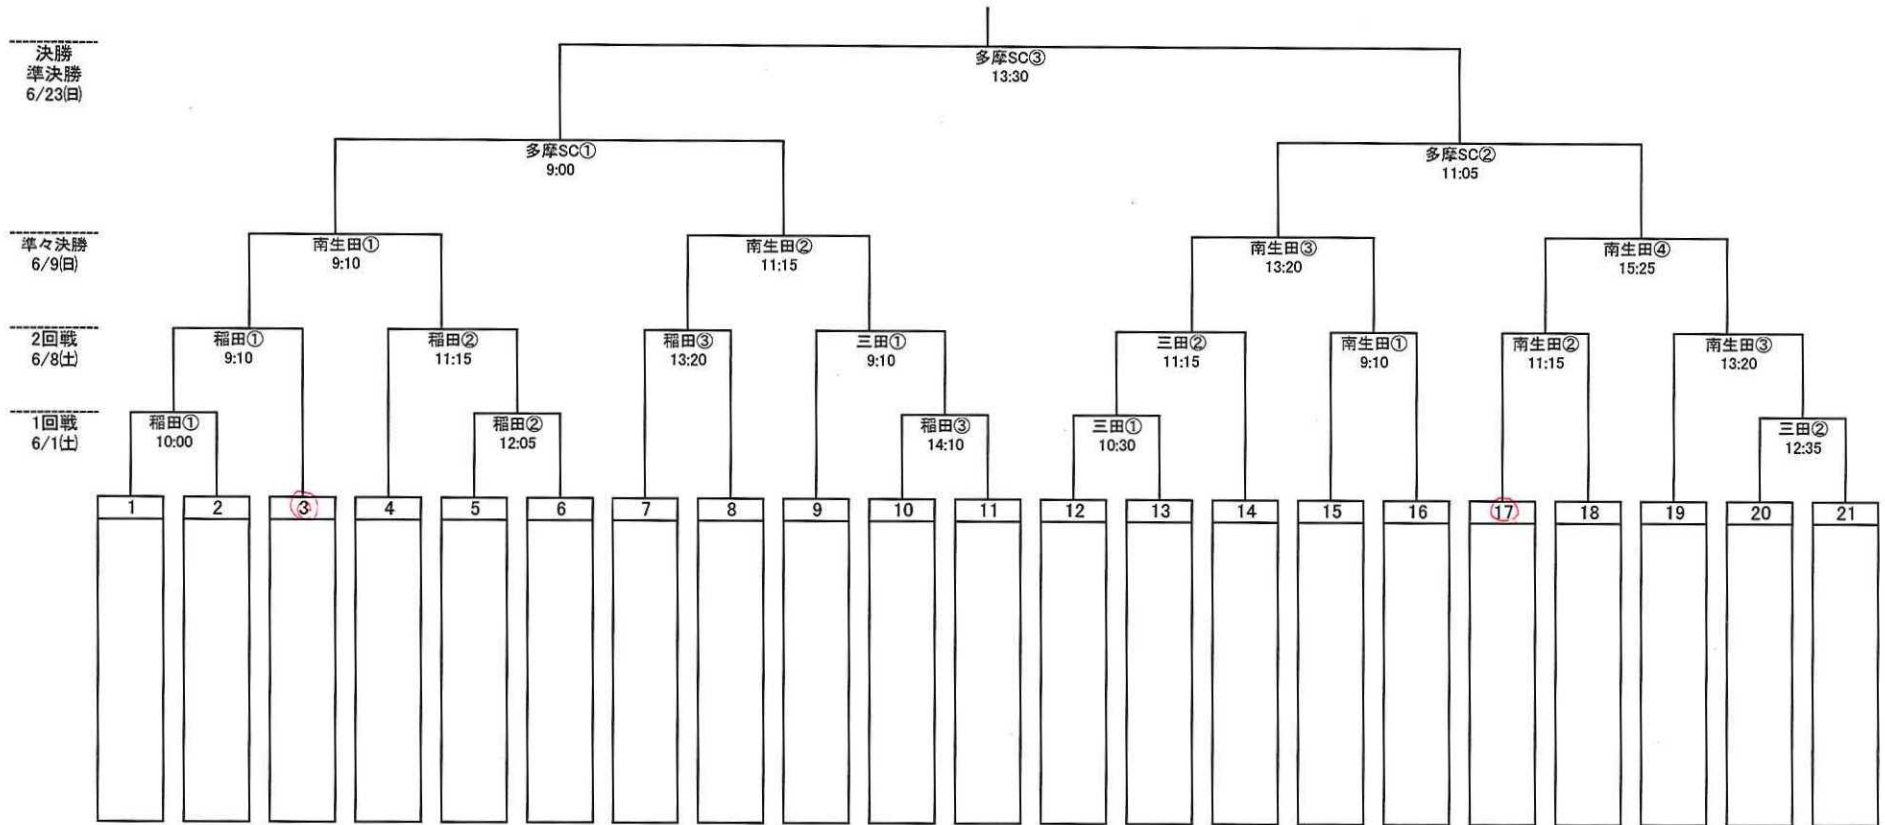 決勝
準決勝
6/23(日)
多摩SC③
13:30
多摩SC①
9:00
多摩SC②
11:05
準々決勝
6/9(日)
南生田①
9:10
南生田②
11:15
南生田③
13:20
南生田④
15:25
2回戦
6/8(土)
稲田①
9:10
稲田②
11:15
稲田③
13:20
三田①
9:10
三田②
11:15
南生田①
9:10
南生田②
11:15
南生田③
13:20
1回戦
6/1(土)
稲田①
10:00
稲田②
12:05
稲田③
14:10
三田①
10:30
三田②
12:35
1 2 3 4 5 6 7 8 9 10 11 12 13 14 15 16 17 18 19 20 21